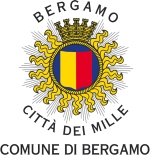 BERGAMO
CITTÀ DEI MILLE
COMUNE DI BERGAMO